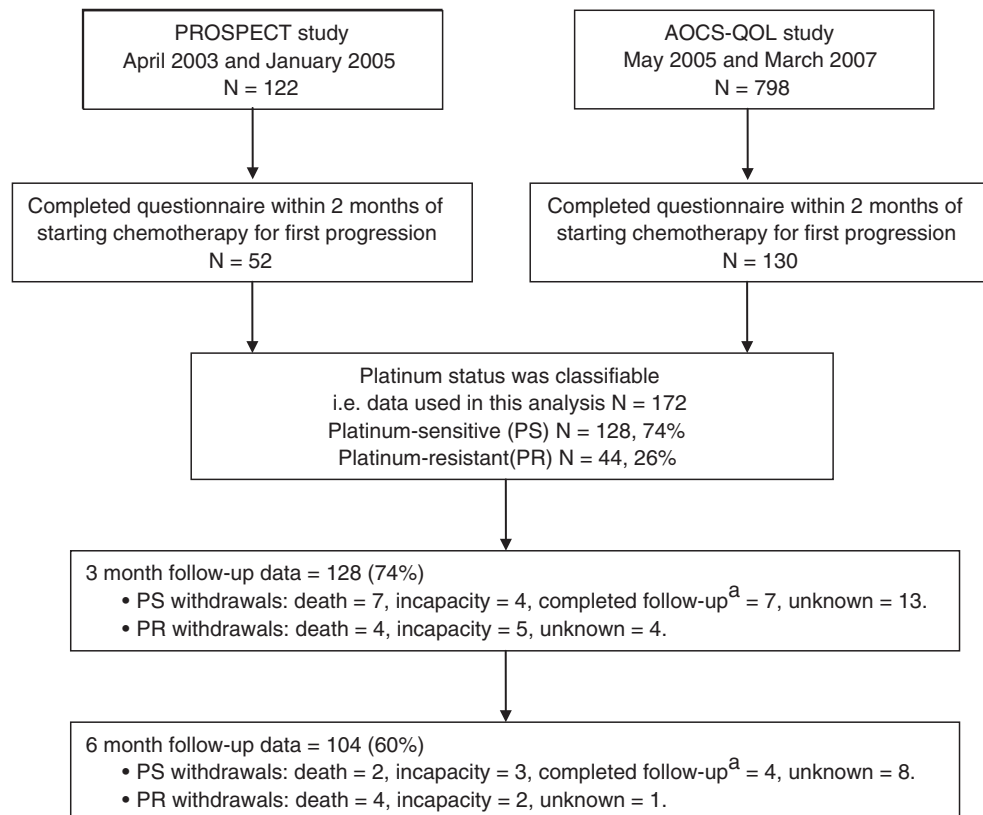 PROSPECT study
April 2003 and January 2005
N = 122
AOCS-QOL study
May 2005 and March 2007
N = 798
Completed questionnaire within 2 months of
starting chemotherapy for first progression
N = 52
Completed questionnaire within 2 months of
starting chemotherapy for first progression
N = 130
Platinum status was classifiable
i.e. data used in this analysis N = 172
Platinum-sensitive (PS) N = 128, 74%
Platinum-resistant(PR) N = 44, 26%
3 month follow-up data = 128 (74%)
• PS withdrawals: death = 7, incapacity = 4, completed follow-upᵃ = 7, unknown = 13.
• PR withdrawals: death = 4, incapacity = 5, unknown = 4.
6 month follow-up data = 104 (60%)
• PS withdrawals: death = 2, incapacity = 3, completed follow-upᵃ = 4, unknown = 8.
• PR withdrawals: death = 4, incapacity = 2, unknown = 1.